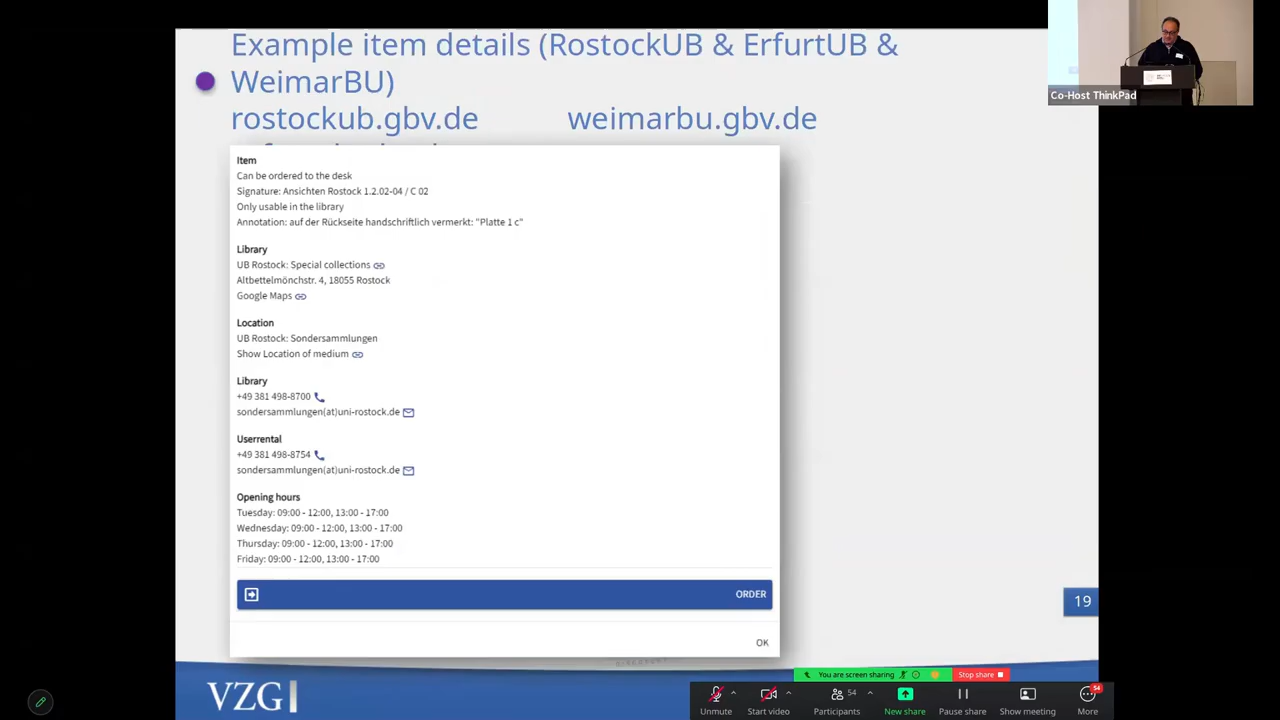 Example item details (RostockUB & ErfurtUB &
WeimarBU)
rostockub.gbv.de weimarbu.gbv.de
Item
Can be ordered to the desk
Signature: Ansichten Rostock 1.2.02-04 / C 02
Only usable in the library
Annotation: auf der Rückseite handschriftlich vermerkt: "Platte 1 c"
Library
UB Rostock: Special collections
Altbettelmönchstr. 4, 18055 Rostock
Google Maps
Location
UB Rostock: Sondersammlungen
Show Location of medium
Library
+49 381 498-8700
sondersammlungen(at)uni-rostock.de
Userrental
+49 381 498-8754
sondersammlungen(at)uni-rostock.de
Opening hours
Tuesday: 09:00 - 12:00, 13:00 - 17:00
Wednesday: 09:00 - 12:00, 13:00 - 17:00
Thursday: 09:00 - 12:00, 13:00 - 17:00
Friday: 09:00 - 12:00, 13:00 - 17:00
ORDER
OK
19
VZG
Co-Host ThinkPad
You are screen sharing Stop share
Unmute Start video 54 Participants New share Pause share Show meeting 54 More